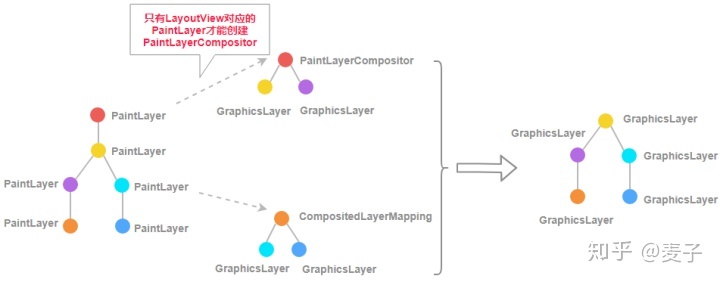 只有LayoutView对应的
PaintLayer才能创建
PaintLayerCompositor
PaintLayerCompositor
GraphicsLayer
GraphicsLayer
PaintLayer
PaintLayer
PaintLayer
PaintLayer
PaintLayer
PaintLayer
CompositedLayerMapping
GraphicsLayer
GraphicsLayer
GraphicsLayer
GraphicsLayer
GraphicsLayer
GraphicsLayer
GraphicsLayer
知乎 @麦子